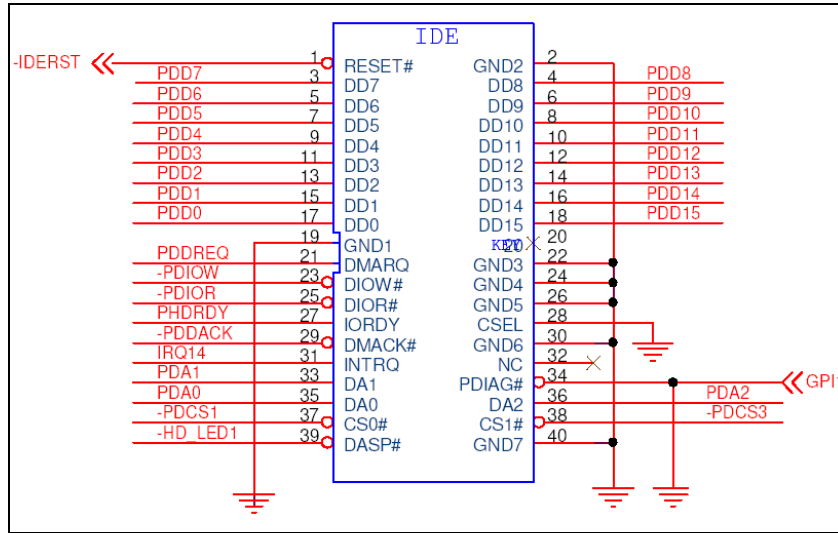 IDE
-IDERST 1 RESET# GND2 2
PDD7 3 DD7 DD8 4 PDD8
PDD6 5 DD6 DD9 6 PDD9
PDD5 7 DD5 DD10 8 PDD10
PDD4 9 DD4 DD11 10 PDD11
PDD3 11 DD3 DD12 12 PDD12
PDD2 13 DD2 DD13 14 PDD13
PDD1 15 DD1 DD14 16 PDD14
PDD0 17 DD0 DD15 18 PDD15
19 GND1 KEY 20 20
PDDREQ 21 DMARQ GND3 22
-PDIOW 23 DIOW# GND4 24
-PDIOR 25 DIOR# GND5 26
PHDRDY 27 IORDY CSEL 28
-PDDACK 29 DMACK# GND6 30
IRQ14 31 INTRQ NC 32
PDA1 33 DA1 PDIAG# 34 GPI1
PDA0 35 DA0 DA2 36 PDA2
-PDCS1 37 CS0# CS1# 38 -PDCS3
-HD_LED1 39 DASP# GND7 40